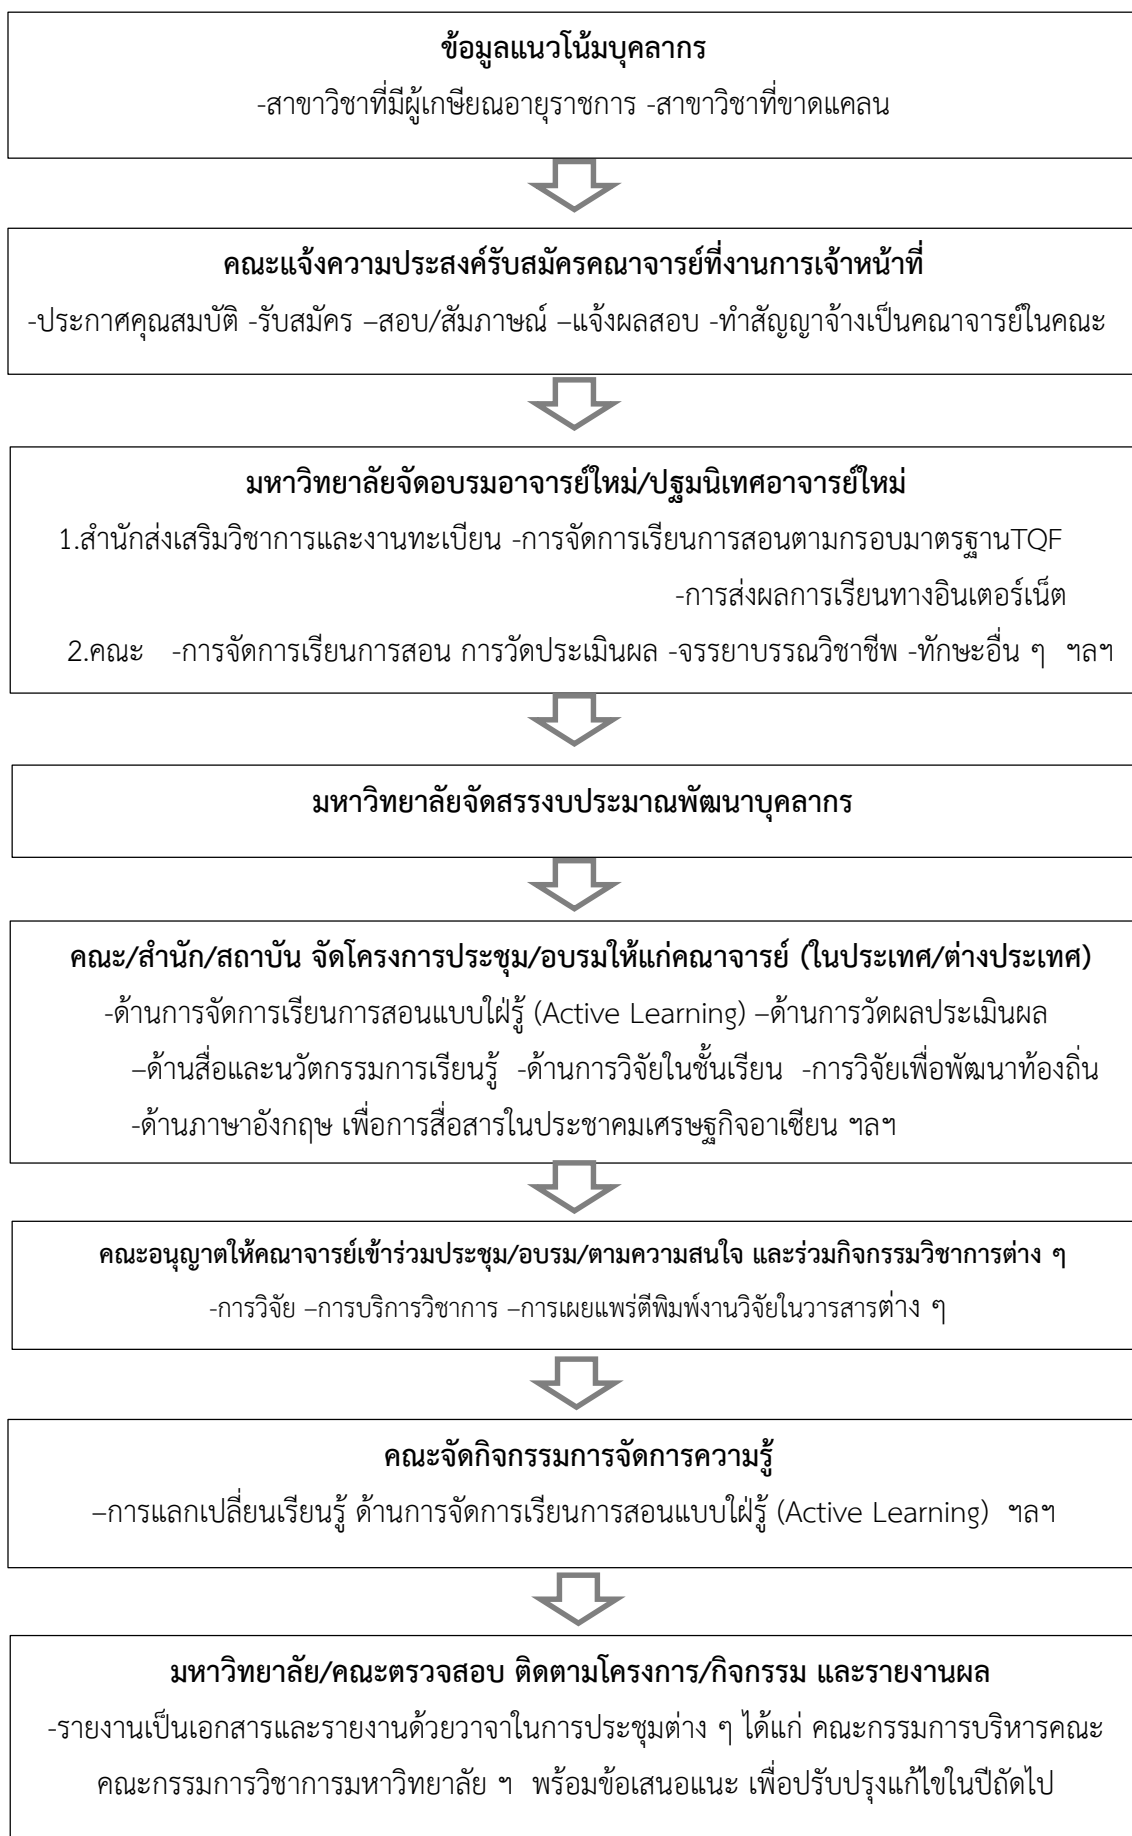 ข้อมูลแนวโน้มบุคลากร
-สาขาวิชาที่มีผู้เกษียณอายุราชการ -สาขาวิชาที่ขาดแคลน
คณะแจ้งความประสงค์รับสมัครคณาจารย์ที่งานการเจ้าหน้าที่
-ประกาศคุณสมบัติ -รับสมัคร –สอบ/สัมภาษณ์ –แจ้งผลสอบ -ทำสัญญาจ้างเป็นคณาจารย์ในคณะ
มหาวิทยาลัยจัดอบรมอาจารย์ใหม่/ปฐมนิเทศอาจารย์ใหม่
1.สำนักส่งเสริมวิชาการและงานทะเบียน -การจัดการเรียนการสอนตามกรอบมาตรฐานTQF
-การส่งผลการเรียนทางอินเตอร์เน็ต
2.คณะ -การจัดการเรียนการสอน การวัดประเมินผล -จรรยาบรรณวิชาชีพ -ทักษะอื่น ๆ ฯลฯ
มหาวิทยาลัยจัดสรรงบประมาณพัฒนาบุคลากร
คณะ/สำนัก/สถาบัน จัดโครงการประชุม/อบรมให้แก่คณาจารย์ (ในประเทศ/ต่างประเทศ)
-ด้านการจัดการเรียนการสอนแบบใฝ่รู้ (Active Learning) –ด้านการวัดผลประเมินผล
–ด้านสื่อและนวัตกรรมการเรียนรู้ -ด้านการวิจัยในชั้นเรียน -การวิจัยเพื่อพัฒนาท้องถิ่น
-ด้านภาษาอังกฤษ เพื่อการสื่อสารในประชาคมเศรษฐกิจอาเซียน ฯลฯ
คณะอนุญาตให้คณาจารย์เข้าร่วมประชุม/อบรม/ตามความสนใจ และร่วมกิจกรรมวิชาการต่าง ๆ
-การวิจัย –การบริการวิชาการ –การเผยแพร่ตีพิมพ์งานวิจัยในวารสารต่าง ๆ
คณะจัดกิจกรรมการจัดการความรู้
–การแลกเปลี่ยนเรียนรู้ ด้านการจัดการเรียนการสอนแบบใฝ่รู้ (Active Learning) ฯลฯ
มหาวิทยาลัย/คณะตรวจสอบ ติดตามโครงการ/กิจกรรม และรายงานผล
-รายงานเป็นเอกสารและรายงานด้วยวาจาในการประชุมต่าง ๆ ได้แก่ คณะกรรมการบริหารคณะ
คณะกรรมการวิชาการมหาวิทยาลัย ฯ พร้อมข้อเสนอแนะ เพื่อปรับปรุงแก้ไขในปีถัดไป